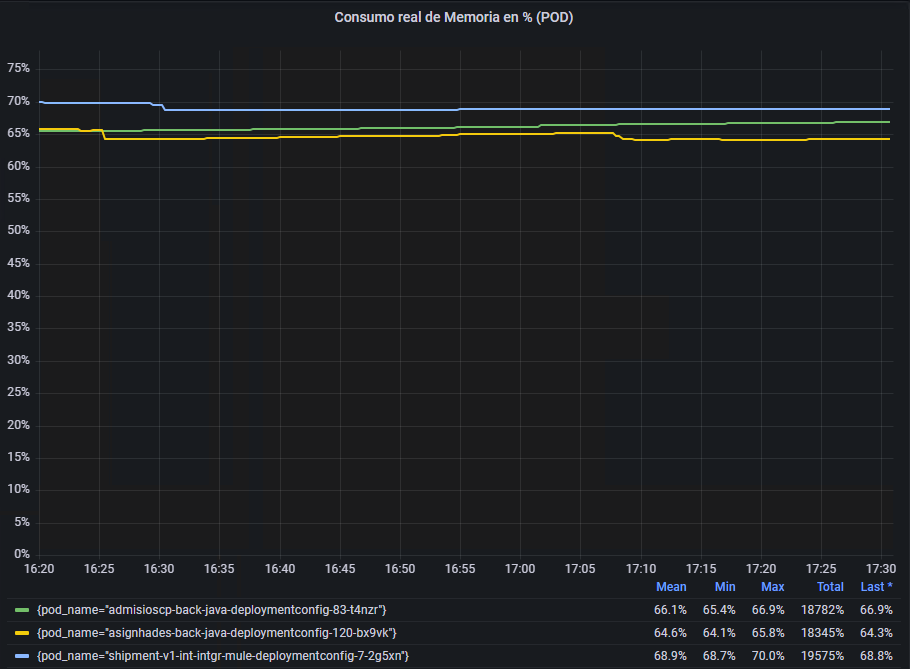 Consumo real de Memoria en % (POD)
75%
70%
65%
60%
55%
50%
45%
40%
35%
30%
25%
20%
15%
10%
5%
0%
16:20 16:25 16:30 16:35 16:40 16:45 16:50 16:55 17:00 17:05 17:10 17:15 17:20 17:25 17:30
Mean Min Max Total Last *
{pod_name="admisioscp-back-java-deploymentconfig-83-t4nzr"} 66.1% 65.4% 66.9% 18782% 66.9%
{pod_name="asignhades-back-java-deploymentconfig-120-bx9vk"} 64.6% 64.1% 65.8% 18345% 64.3%
{pod_name="shipment-v1-int-intgr-mule-deploymentconfig-7-2g5xn"} 68.9% 68.7% 70.0% 19575% 68.8%